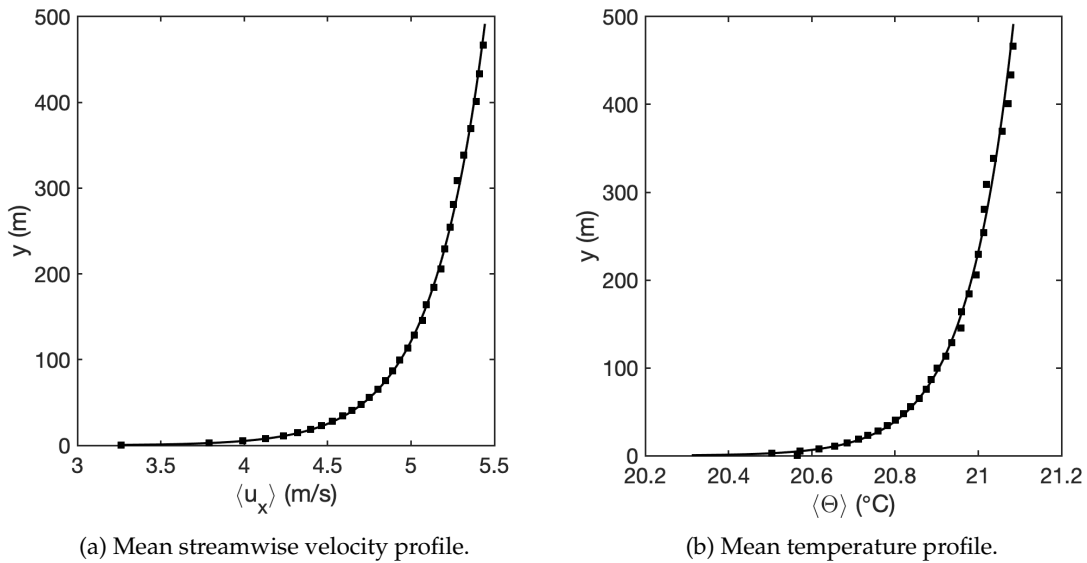 500
400
300
200
100
0
y (m)
3 3.5 4 4.5 5 5.5
⟨u_x⟩ (m/s)
(a) Mean streamwise velocity profile.
500
400
300
200
100
0
y (m)
20.2 20.4 20.6 20.8 21 21.2
⟨Θ⟩ (°C)
(b) Mean temperature profile.